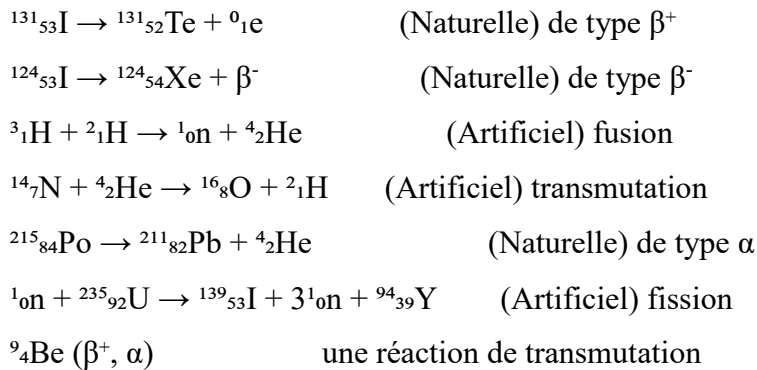 ¹³¹₅₃I → ¹³¹₅₂Te + ⁰₁e (Naturelle) de type β⁺
¹²⁴₅₃I → ¹²⁴₅₄Xe + β⁻ (Naturelle) de type β⁻
³₁H + ²₁H → ¹₀n + ⁴₂He (Artificiel) fusion
¹⁴₇N + ⁴₂He → ¹⁶₈O + ²₁H (Artificiel) transmutation
²¹⁵₈₄Po → ²¹¹₈₂Pb + ⁴₂He (Naturelle) de type α
¹₀n + ²³⁵₉₂U → ¹³⁹₅₃I + 3¹₀n + ⁹⁴₃₉Y (Artificiel) fission
⁹₄Be (β⁺, α) une réaction de transmutation